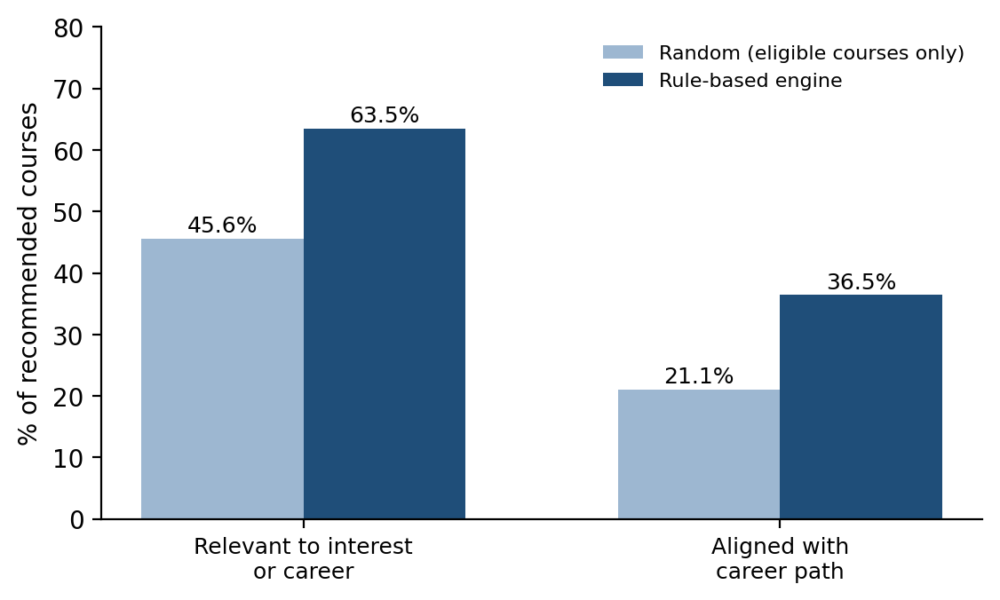 % of recommended courses
80
70
60
50
40
30
20
10
0
Random (eligible courses only)
Rule-based engine
45.6%
63.5%
21.1%
36.5%
Relevant to interest
or career
Aligned with
career path